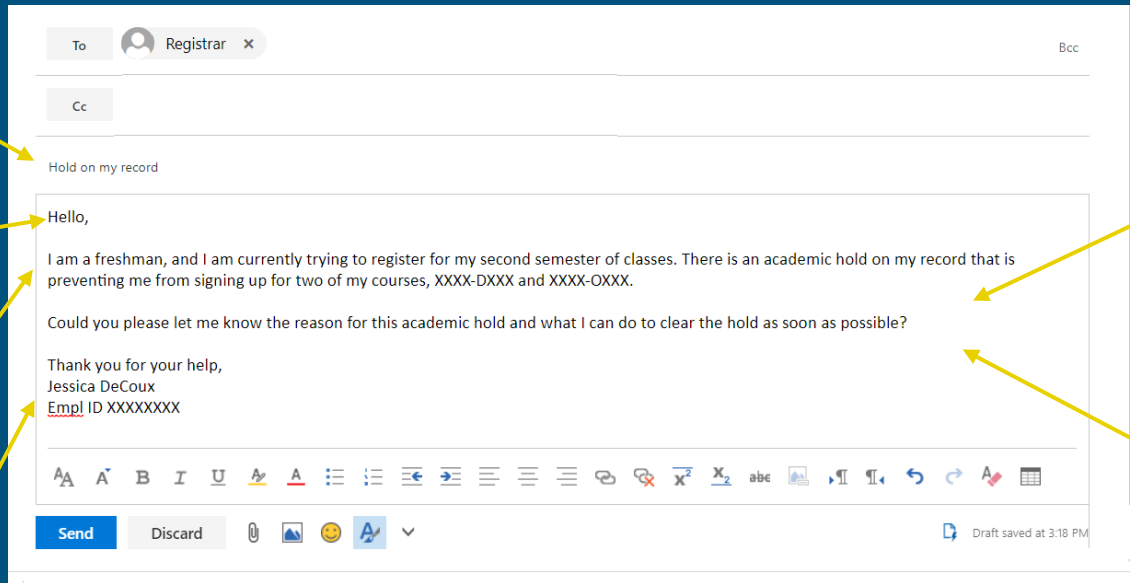 To
Registrar
Bcc
Cc
Hold on my record
Hello,
I am a freshman, and I am currently trying to register for my second semester of classes. There is an academic hold on my record that is
preventing me from signing up for two of my courses, XXXX-DXXX and XXXX-OXXX.
Could you please let me know the reason for this academic hold and what I can do to clear the hold as soon as possible?
Thank you for your help,
Jessica DeCoux
Empl ID XXXXXXXX
Send
Discard
Draft saved at 3:18 PM